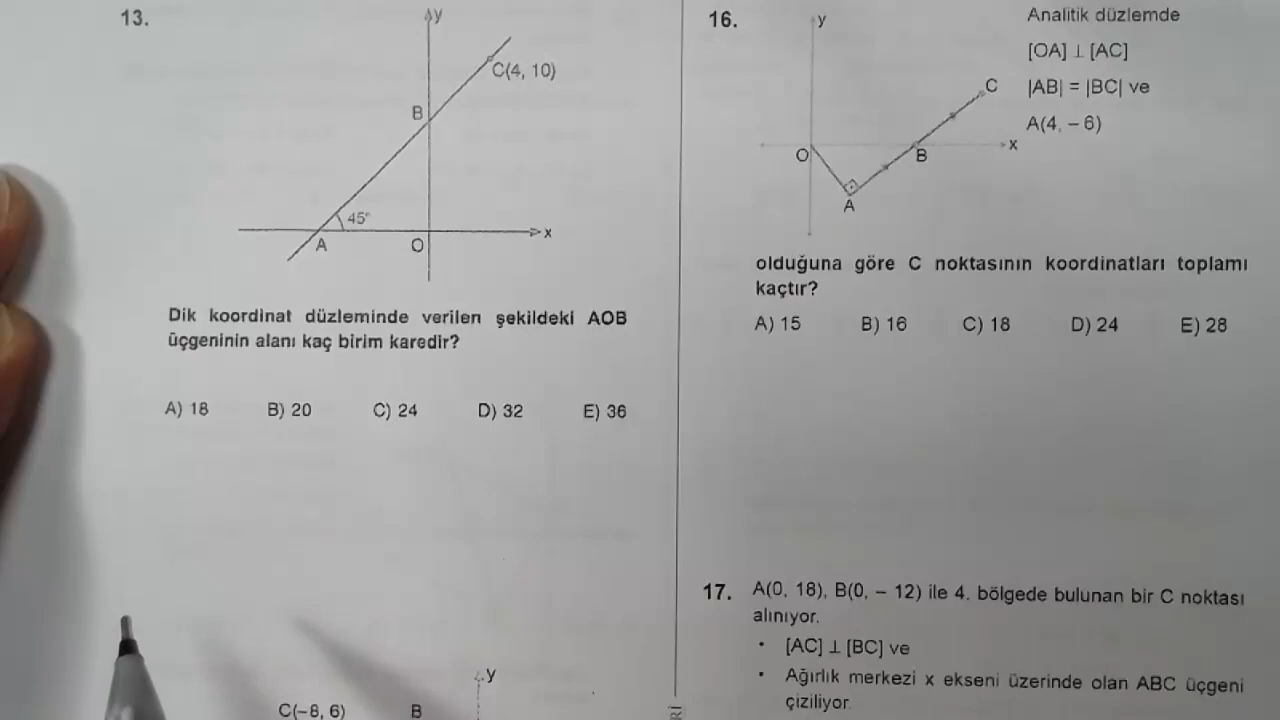 13.
y
C(4, 10)
B
45°
A
O
x
Dik koordinat düzleminde verilen şekildeki AOB
üçgeninin alanı kaç birim karedir?
A) 18 B) 20 C) 24 D) 32 E) 36
y
C(-8, 6)
B
16.
y
C
O
B
x
A
Analitik düzlemde
[OA] ⊥ [AC]
|AB| = |BC| ve
A(4, – 6)
olduğuna göre C noktasının koordinatları toplamı
kaçtır?
A) 15 B) 16 C) 18 D) 24 E) 28
17. A(0, 18), B(0, – 12) ile 4. bölgede bulunan bir C noktası
alınıyor.
• [AC] ⊥ [BC] ve
• Ağırlık merkezi x ekseni üzerinde olan ABC üçgeni
çiziliyor.